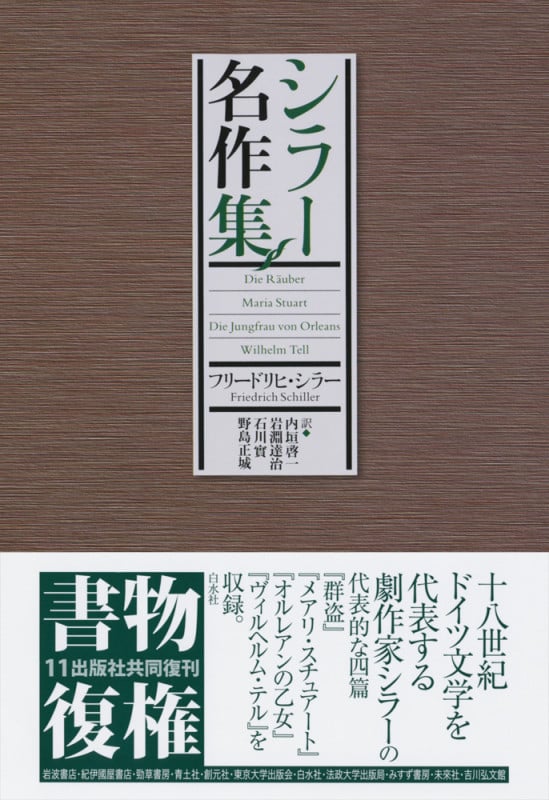 シラー
名作集
Die Räuber
Maria Stuart
Die Jungfrau von Orleans
Wilhelm Tell
フリードリヒ・シラー
Friedrich Schiller
訳◆
内垣啓一
岩淵達治
石川實
野島正城
十八世紀
ドイツ文学を
代表する
劇作家シラーの
代表的な四篇
『群盗』
『メアリ・スチュアート』
『オルレアンの乙女』
『ヴィルヘルム・テル』を
収録。
白水社
書物
11出版社共同復刊
復権
岩波書店・紀伊國屋書店・勁草書房・青土社・創元社・東京大学出版会・白水社・法政大学出版局・みすず書房・未來社・吉川弘文館